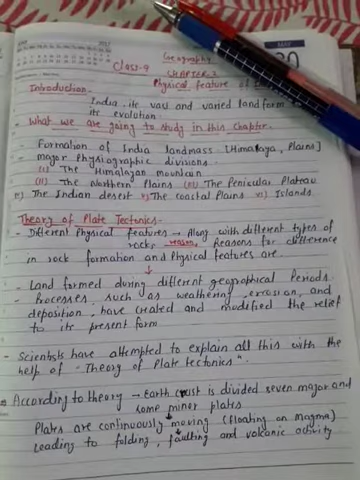 Geography
Class-9
CHAPTER-2
Physical feature of
Introduction
India - its vast and varied landform
its evolution.
- What we are going to study in this chapter.
- Formation of India landmass [Himalaya, Plains]
- major physiographic divisions.
(i) The Himalayan mountain
(ii) The Northern Plains (iii) The Penicular Plateau
iv) The Indian desert v) The Coastal Plains vi) Islands
Theory of Plate Tectonics -
- Different Physical features → Along with different types of
rock, reason, Reasons for difference
in rock formation and Physical features are
↓
- Land formed during different geographical Periods
- Processes, such as weathering, errosion, and
deposition, have created and modified the relief
to its present form
- Scientists have attempted to explain all this with the
help of "Theory of Plate tectonics".
According to theory → Earth crust is divided seven major and
some minor plates
Plates are continuously moving (floating on magma)
leading to folding, faulting and volcanic activity